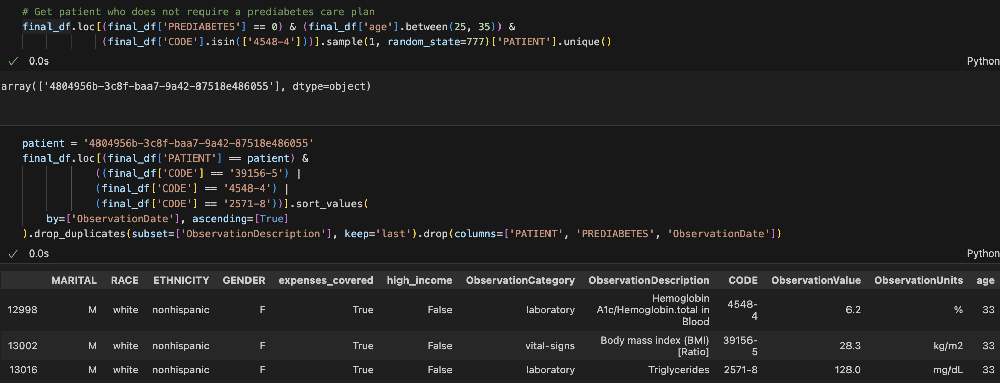 # Get patient who does not require a prediabetes care plan
final_df.loc[(final_df['PREDIABETES'] == 0) & (final_df['age'].between(25, 35)) &
(final_df['CODE'].isin(['4548-4']))].sample(1, random_state=777)['PATIENT'].unique()
0.0s
Python
array(['4804956b-3c8f-baa7-9a42-87518e486055'], dtype=object)
patient = '4804956b-3c8f-baa7-9a42-87518e486055'
final_df.loc[(final_df['PATIENT'] == patient) &
((final_df['CODE'] == '39156-5') |
(final_df['CODE'] == '4548-4') |
(final_df['CODE'] == '2571-8'))].sort_values(
by=['ObservationDate'], ascending=[True]
).drop_duplicates(subset=['ObservationDescription'], keep='last').drop(columns=['PATIENT', 'PREDIABETES', 'ObservationDate'])
0.0s
Python
MARITAL RACE ETHNICITY GENDER expenses_covered high_income ObservationCategory ObservationDescription CODE ObservationValue ObservationUnits age
12998 M white nonhispanic F True False laboratory Hemoglobin A1c/Hemoglobin.total in Blood 4548-4 6.2 % 33
13002 M white nonhispanic F True False vital-signs Body mass index (BMI) [Ratio] 39156-5 28.3 kg/m2 33
13016 M white nonhispanic F True False laboratory Triglycerides 2571-8 128.0 mg/dL 33